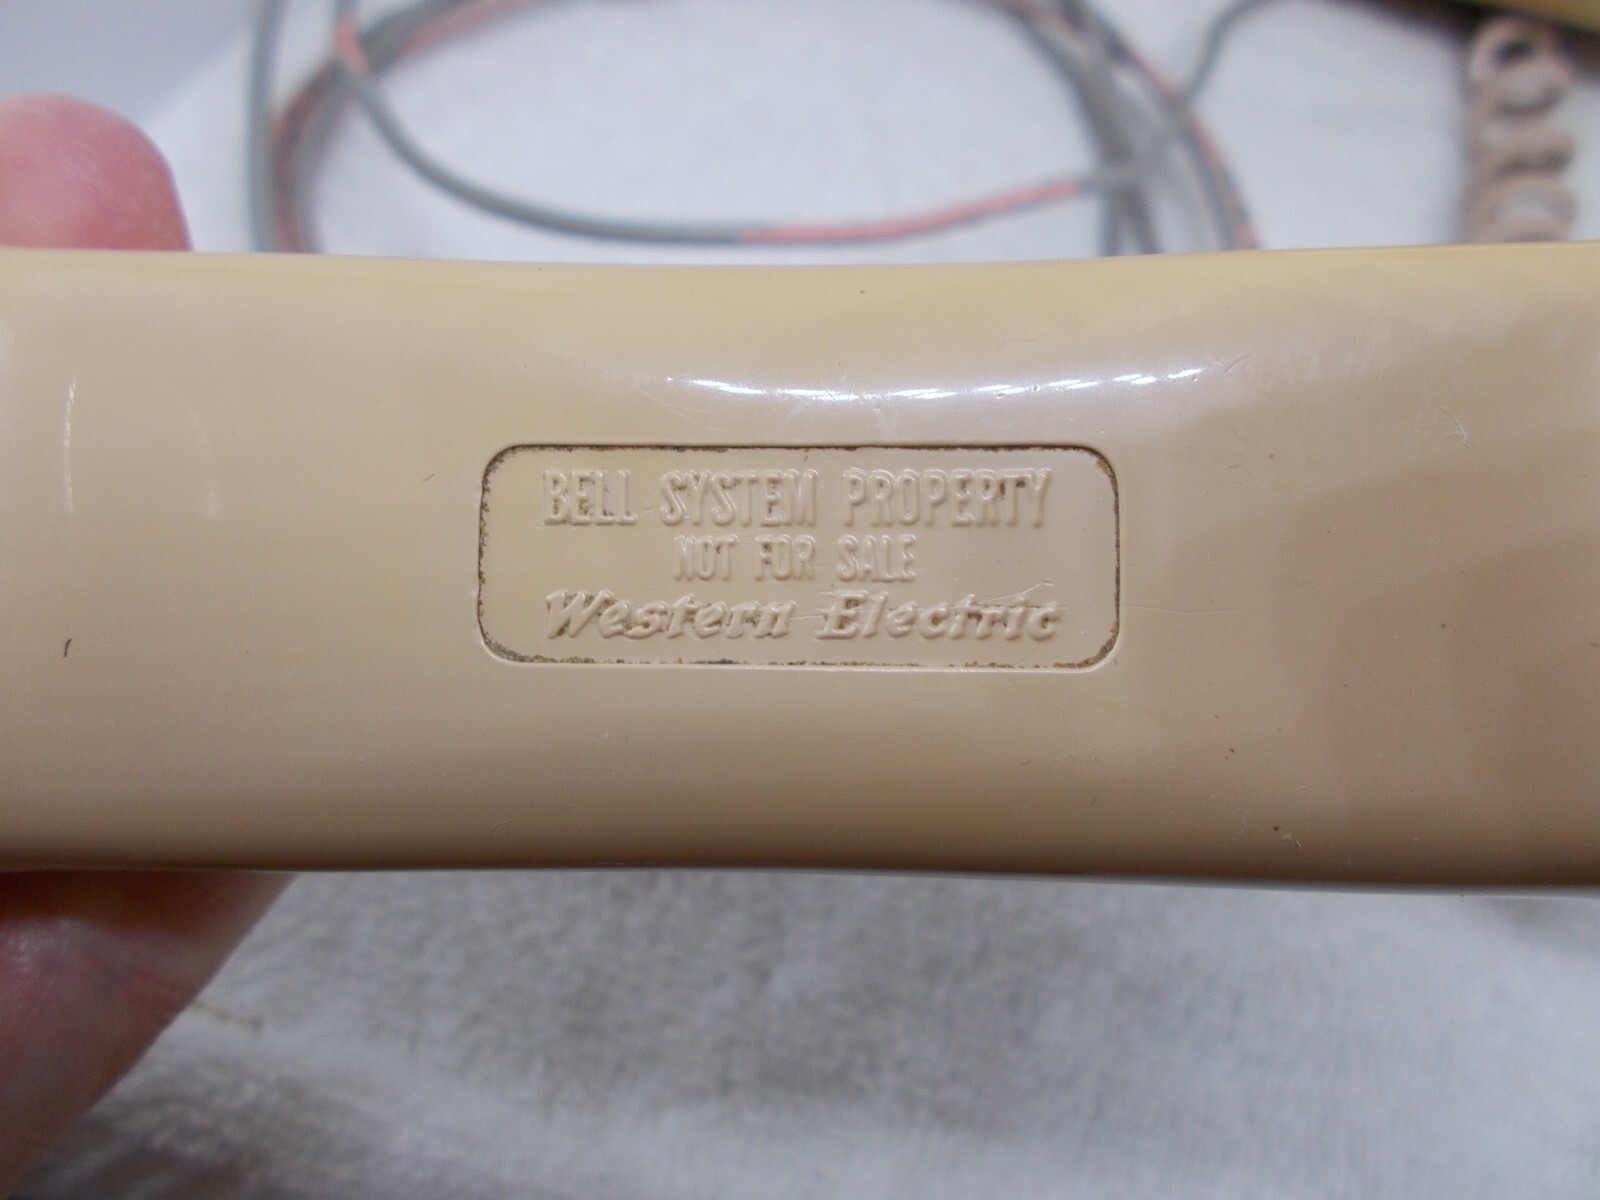 BELL SYSTEM PROPERTY
NOT FOR SALE
Western Electric